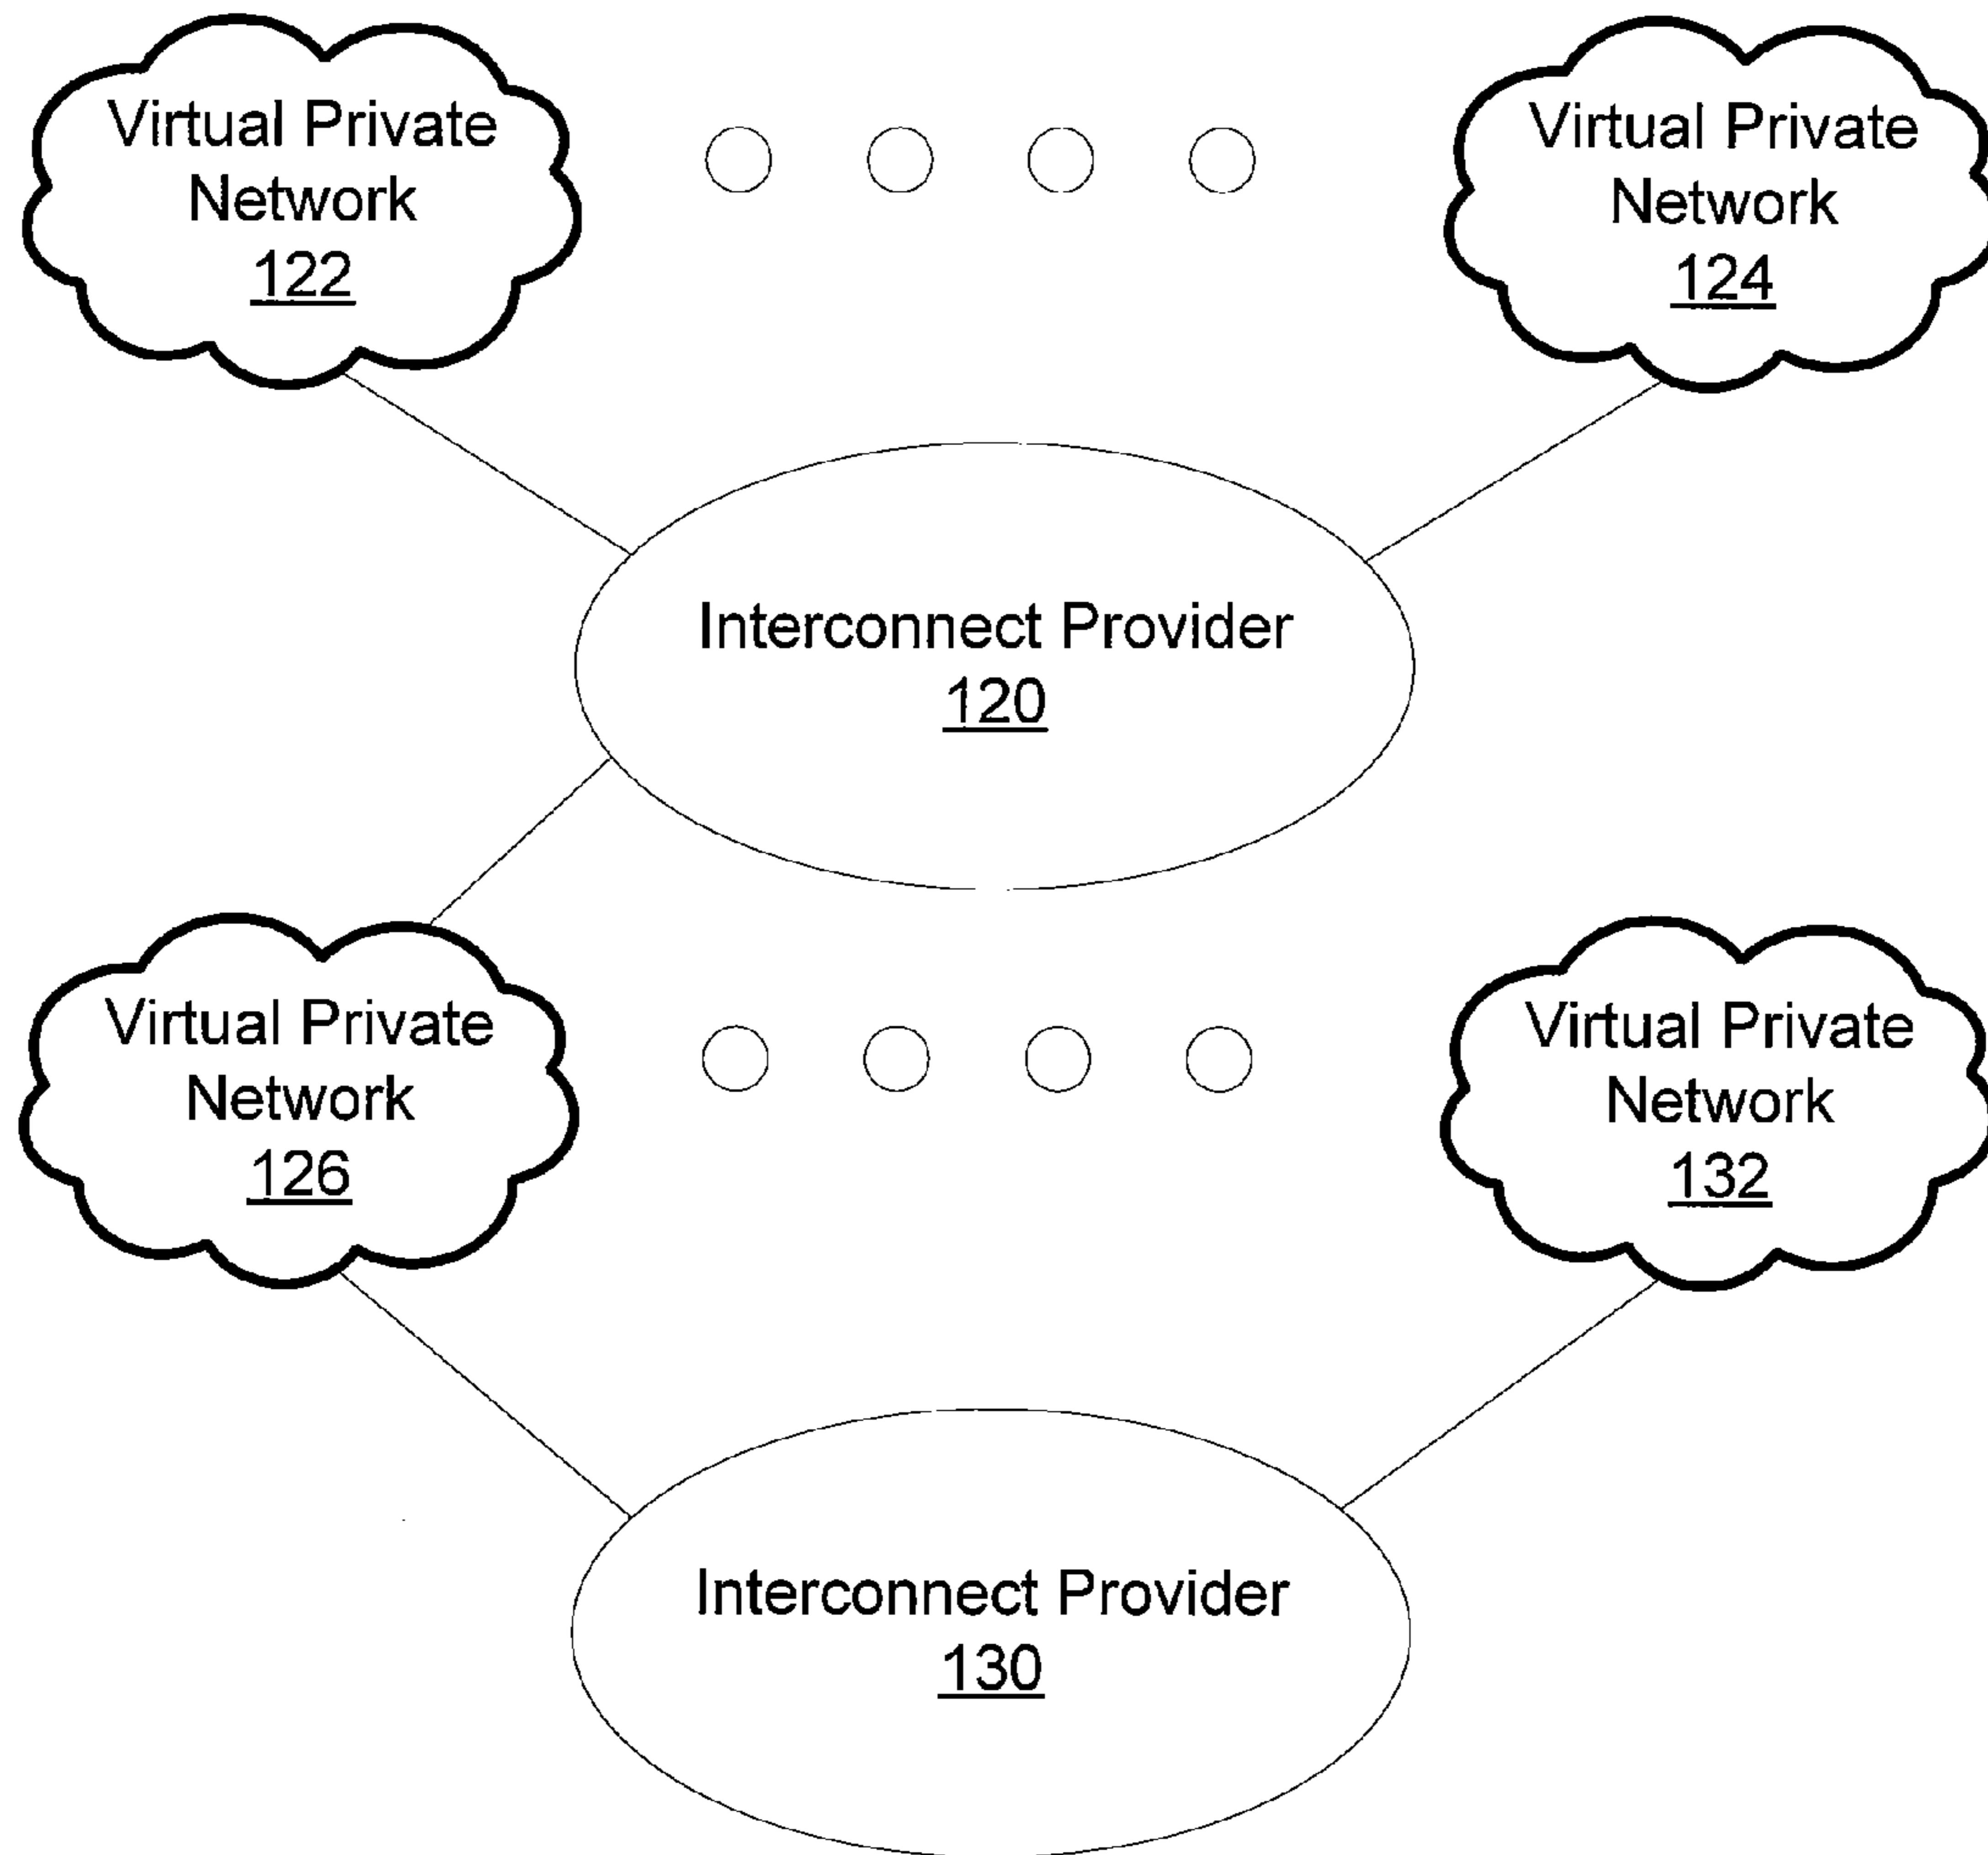 Virtual Private
Network
122
Virtual Private
Network
124
Interconnect Provider
120
Virtual Private
Network
126
Virtual Private
Network
132
Interconnect Provider
130